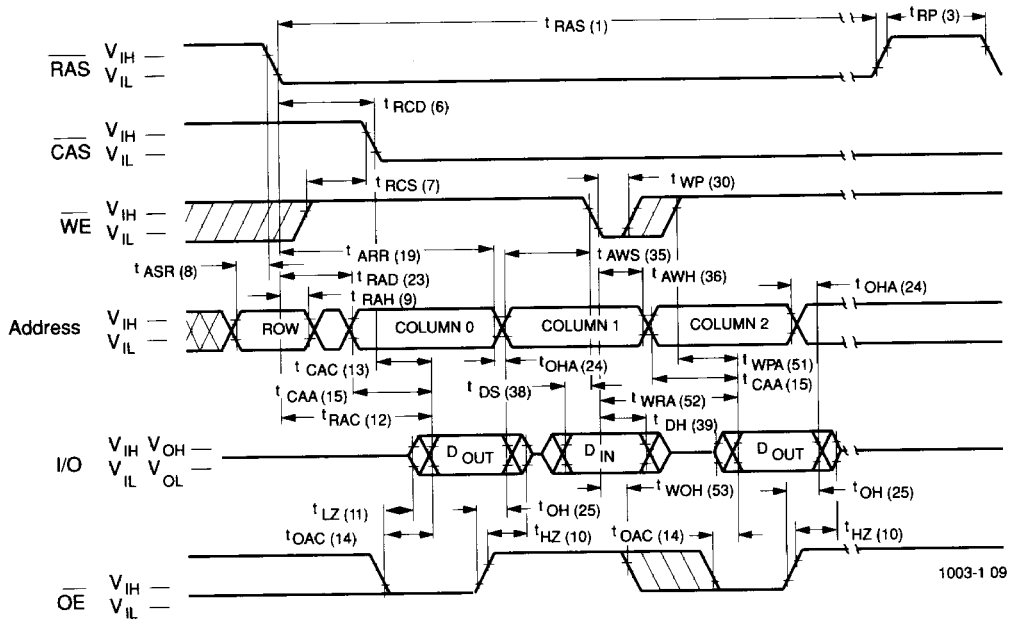 t RAS (1)
t RP (3)
RAS V IH
V IL
t RCD (6)
CAS V IH
V IL
t RCS (7)
t WP (30)
WE V IH
V IL
t ARR (19)
t AWS (35)
t ASR (8)
t RAD (23)
t AWH (36)
t RAH (9)
t OHA (24)
Address V IH
V IL
ROW
COLUMN 0
COLUMN 1
COLUMN 2
t CAC (13)
t OHA (24)
t WPA (51)
t CAA (15)
t DS (38)
t WRA (52)
t CAA (15)
t RAC (12)
t DH (39)
I/O V IH V OH
V IL V OL
D OUT
D IN
D OUT
t WOH (53)
t LZ (11)
t OH (25)
t OH (25)
t OAC (14)
t HZ (10)
t OAC (14)
t HZ (10)
OE V IH
V IL
1003-1 09